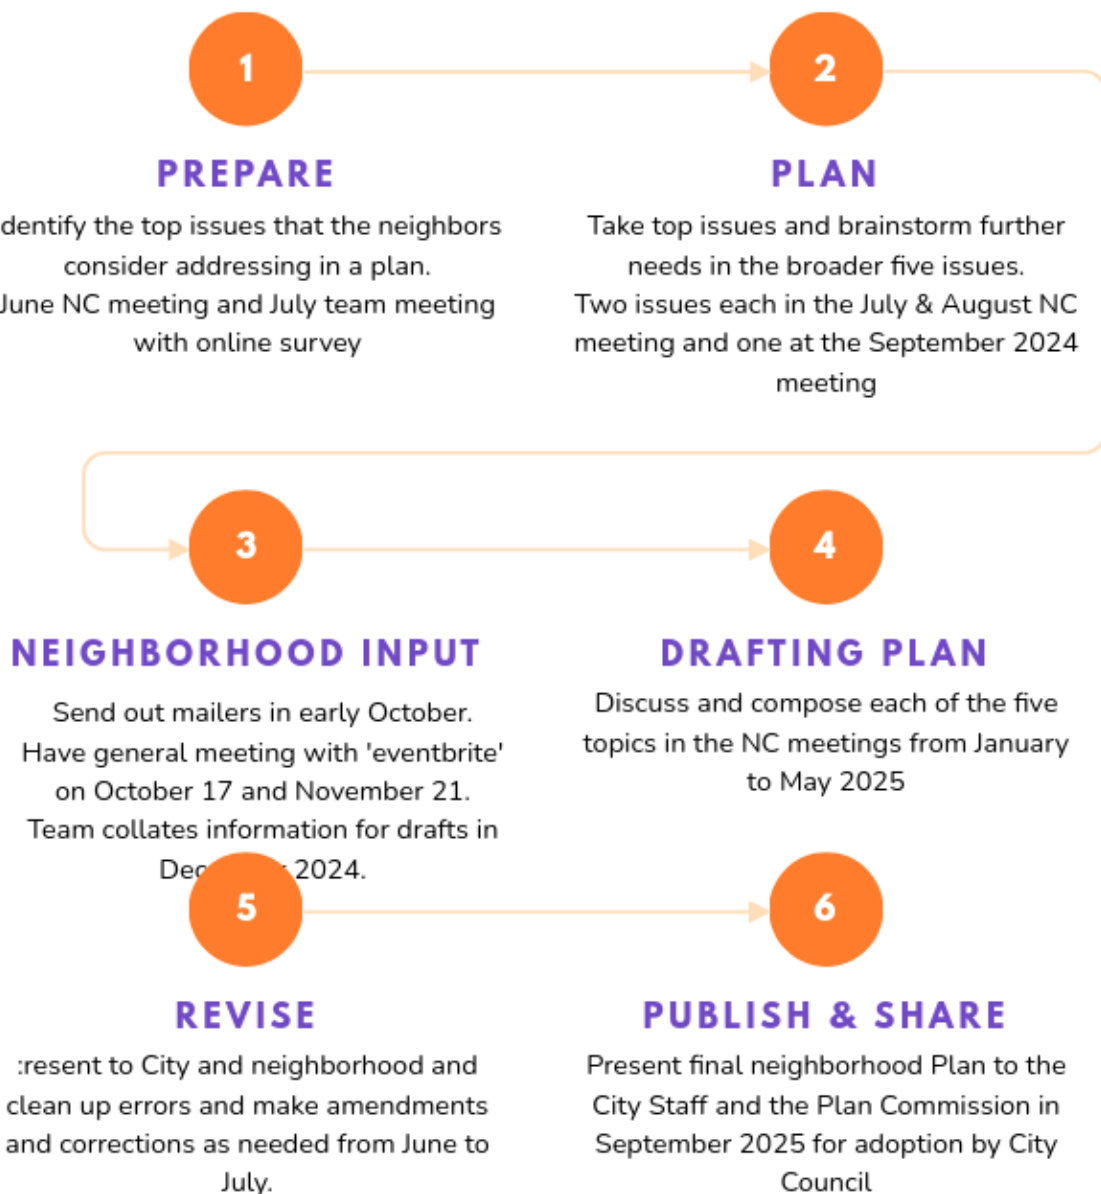 1
PREPARE
dentify the top issues that the neighbors
consider addressing in a plan.
June NC meeting and July team meeting
with online survey
2
PLAN
Take top issues and brainstorm further
needs in the broader five issues.
Two issues each in the July & August NC
meeting and one at the September 2024
meeting
3
NEIGHBORHOOD INPUT
Send out mailers in early October.
Have general meeting with 'eventbrite'
on October 17 and November 21.
Team collates information for drafts in
2024.
4
DRAFTING PLAN
Discuss and compose each of the five
topics in the NC meetings from January
to May 2025
5
REVISE
:resent to City and neighborhood and
clean up errors and make amendments
and corrections as needed from June to
July.
6
PUBLISH & SHARE
Present final neighborhood Plan to the
City Staff and the Plan Commission in
September 2025 for adoption by City
Council